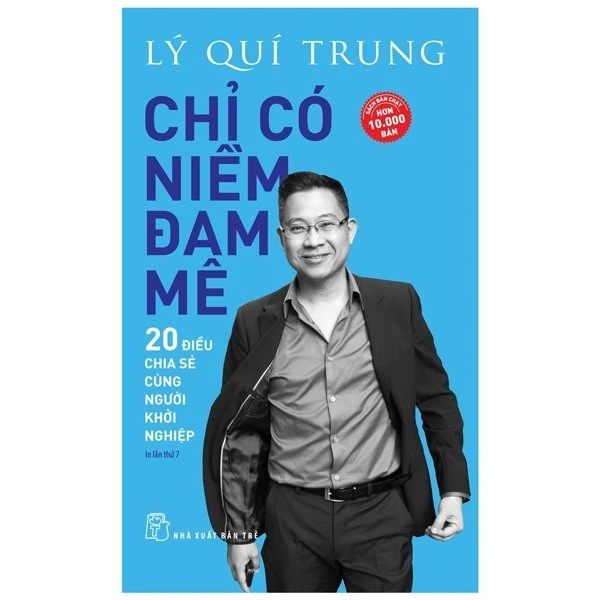 LÝ QUÍ TRUNG
CHỈ CÓ
NIỀM
ĐAM
MÊ
SÁCH BÁN CHẠY
HƠN
10.000
BẢN
20 ĐIỀU
CHIA SẺ
CÙNG
NGƯỜI
KHỞI
NGHIỆP
In lần thứ 7
NHÀ XUẤT BẢN TRẺ